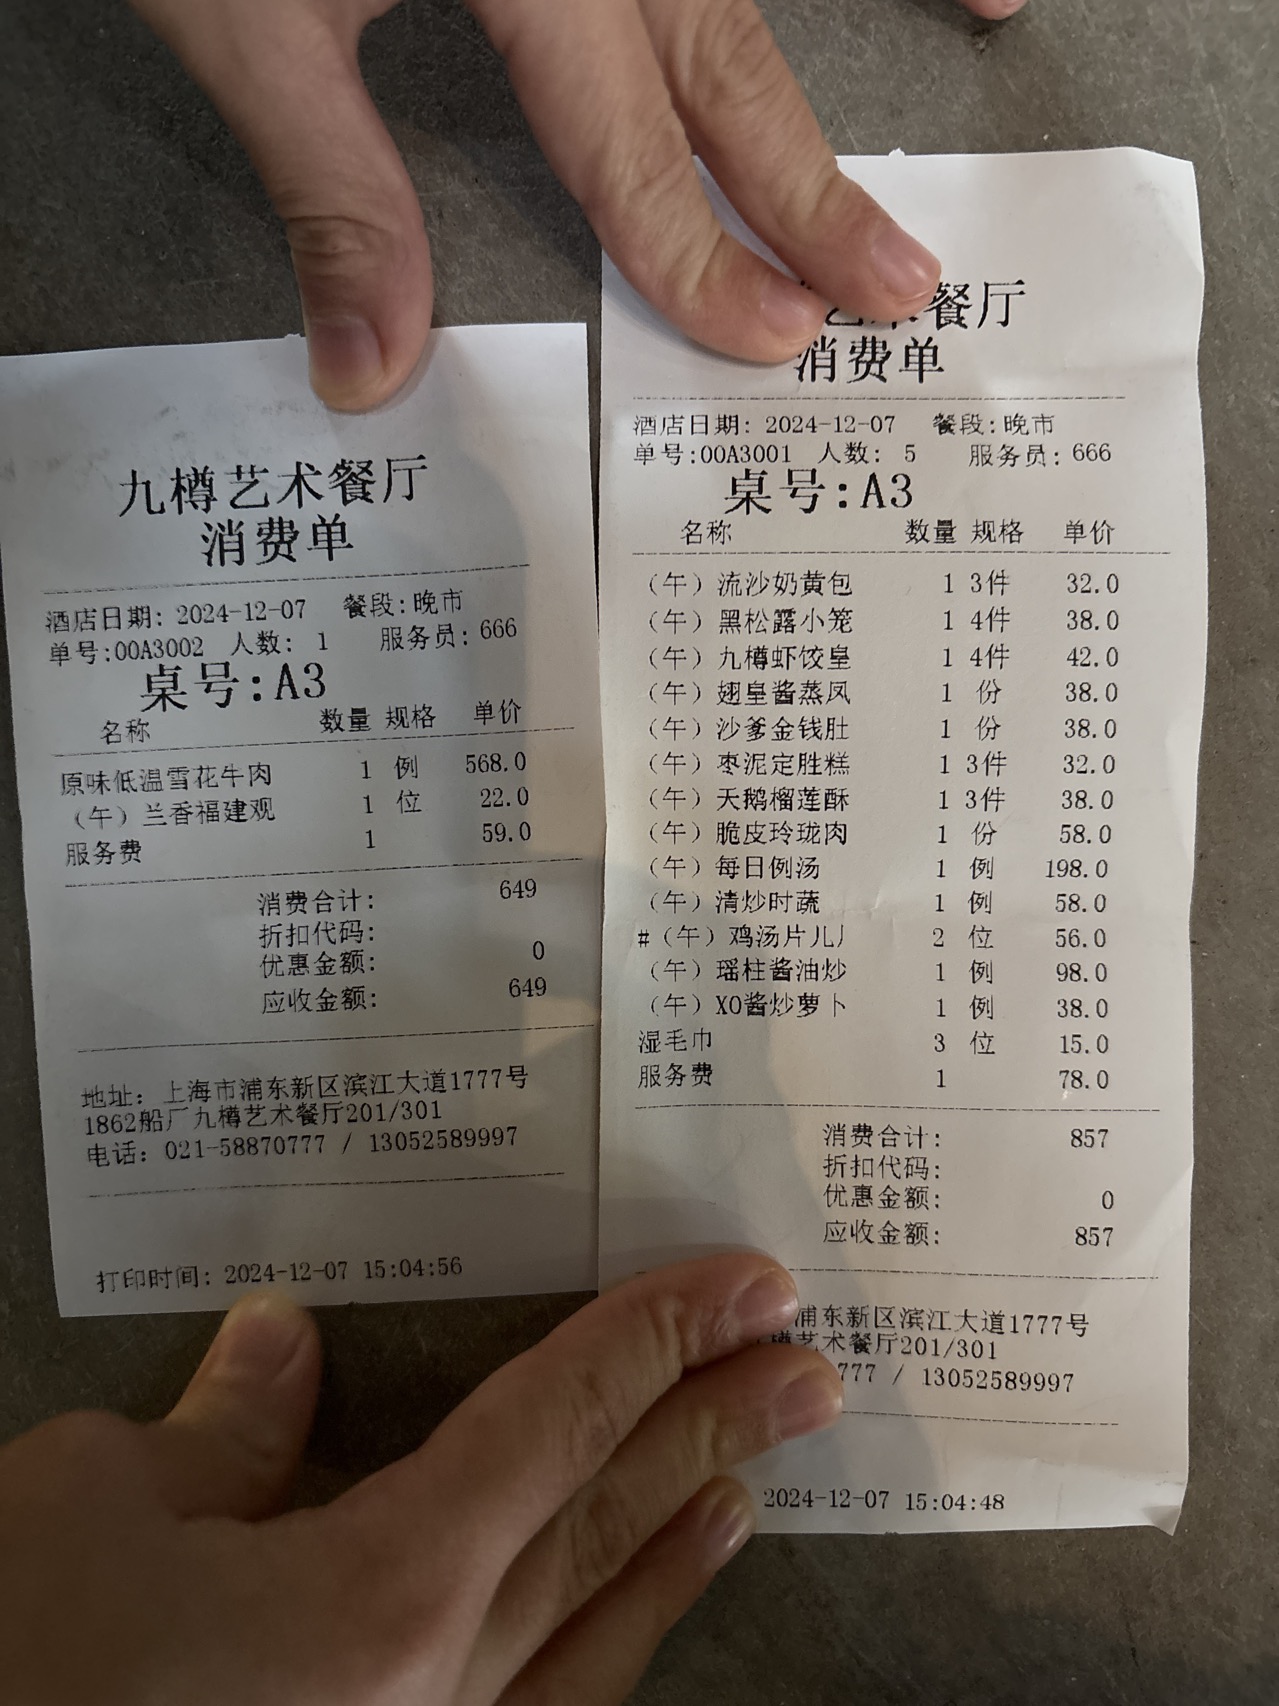 九樽艺术餐厅
消费单
酒店日期: 2024-12-07 餐段:晚市
单号:00A3002 人数: 1 服务员:666
桌号:A3
名称 数量 规格 单价
原味低温雪花牛肉 1 例 568.0
(午)兰香福建观 1 位 22.0
服务费 1 59.0
消费合计: 649
折扣代码:
优惠金额: 0
应收金额: 649
地址: 上海市浦东新区滨江大道1777号
1862船厂九樽艺术餐厅201/301
电话: 021-58870777 / 13052589997
打印时间: 2024-12-07 15:04:56
艺术餐厅
消费单
酒店日期: 2024-12-07 餐段:晚市
单号:00A3001 人数: 5 服务员:666
桌号:A3
名称 数量 规格 单价
(午)流沙奶黄包 1 3件 32.0
(午)黑松露小笼 1 4件 38.0
(午)九樽虾饺皇 1 4件 42.0
(午)翅皇酱蒸凤 1 份 38.0
(午)沙爹金钱肚 1 份 38.0
(午)枣泥定胜糕 1 3件 32.0
(午)天鹅榴莲酥 1 3件 38.0
(午)脆皮玲珑肉 1 份 58.0
(午)每日例汤 1 例 198.0
(午)清炒时蔬 1 例 58.0
#(午)鸡汤片儿 2 位 56.0
(午)瑶柱酱油炒 1 例 98.0
(午)XO酱炒萝卜 1 例 38.0
湿毛巾 3 位 15.0
服务费 1 78.0
消费合计: 857
折扣代码:
优惠金额: 0
应收金额: 857
浦东新区滨江大道1777号
樽艺术餐厅201/301
777 / 13052589997
2024-12-07 15:04:48